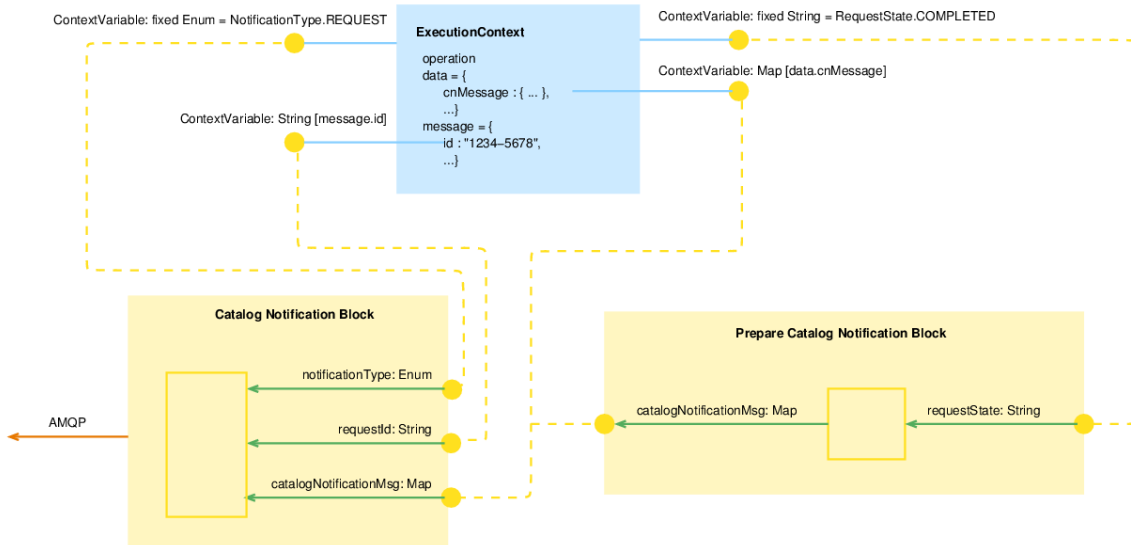 ContextVariable: fixed Enum = NotificationType.REQUEST
ContextVariable: fixed String = RequestState.COMPLETED
ExecutionContext
operation
data = {
cnMessage : { ... },
...}
message = {
id : "1234–5678",
...}
ContextVariable: Map [data.cnMessage]
ContextVariable: String [message.id]
Catalog Notification Block
notificationType: Enum
requestId: String
catalogNotificationMsg: Map
AMQP
Prepare Catalog Notification Block
catalogNotificationMsg: Map
requestState: String